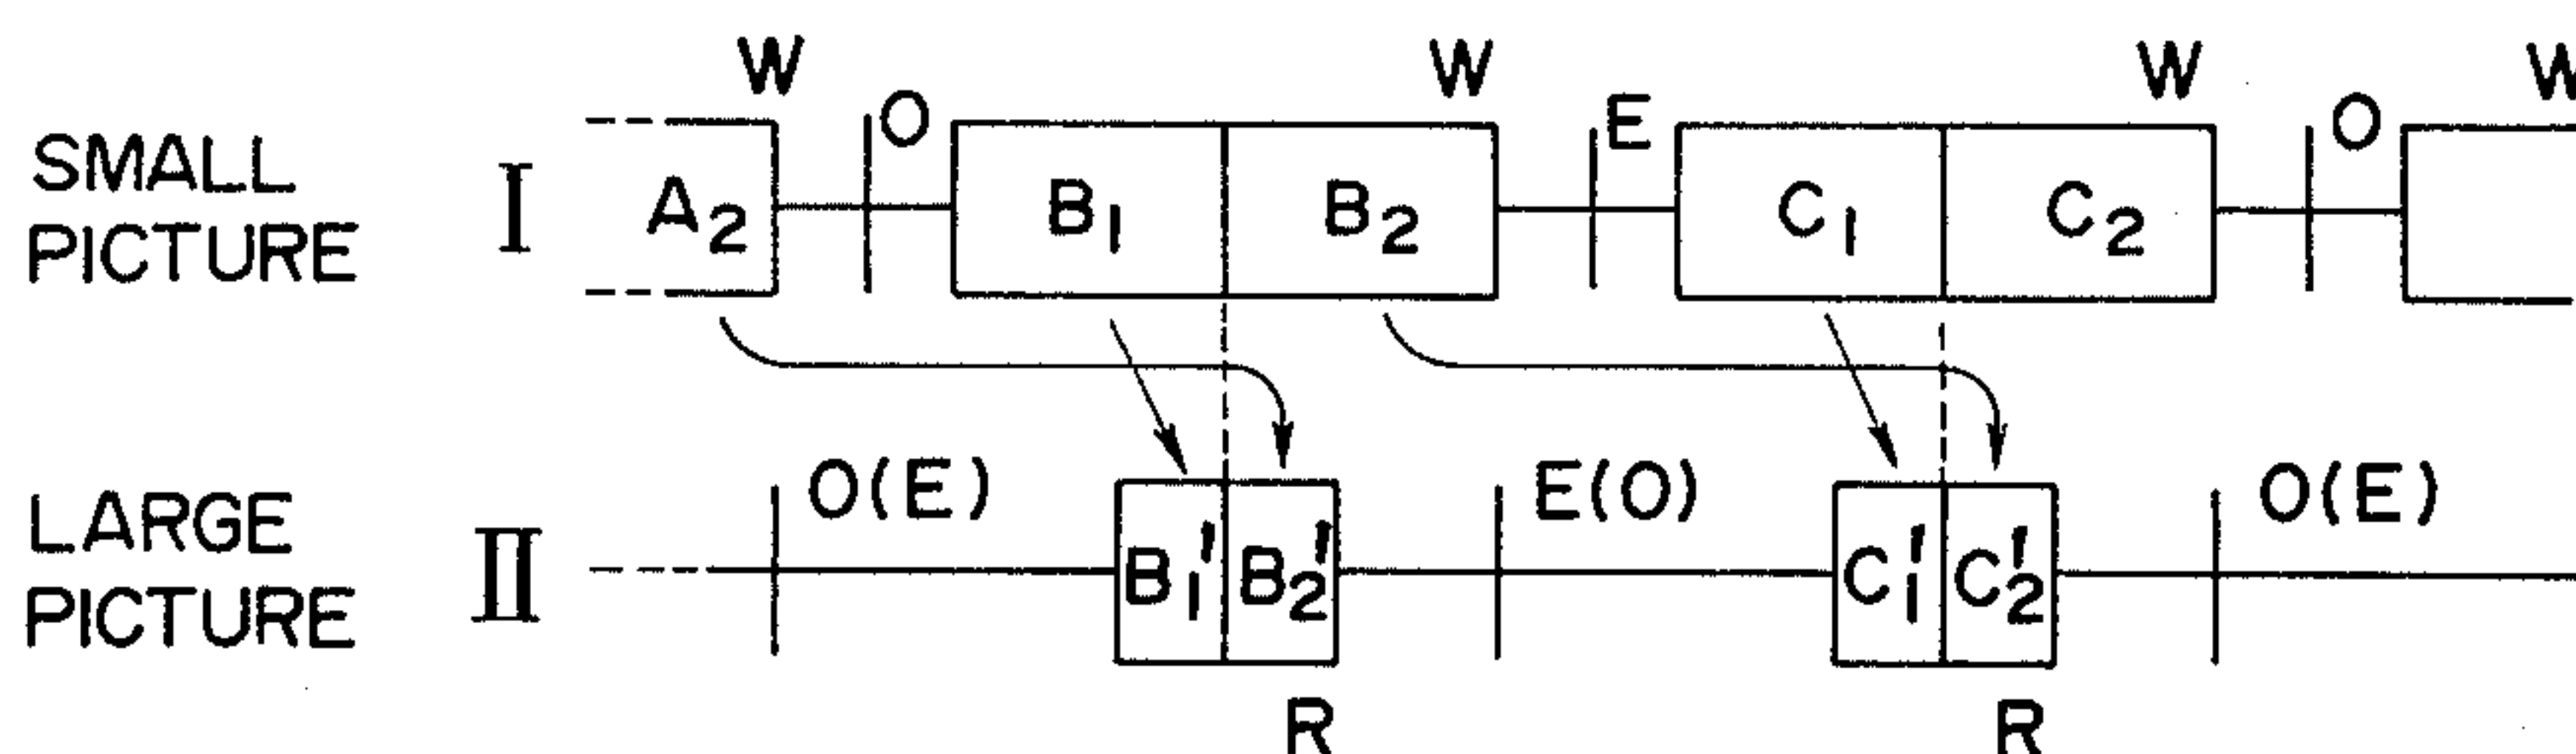 W W W W
O E O
SMALL PICTURE I A2 B1 B2 C1 C2
O(E) E(O) O(E)
LARGE PICTURE II B1' B2' C1' C2'
R R